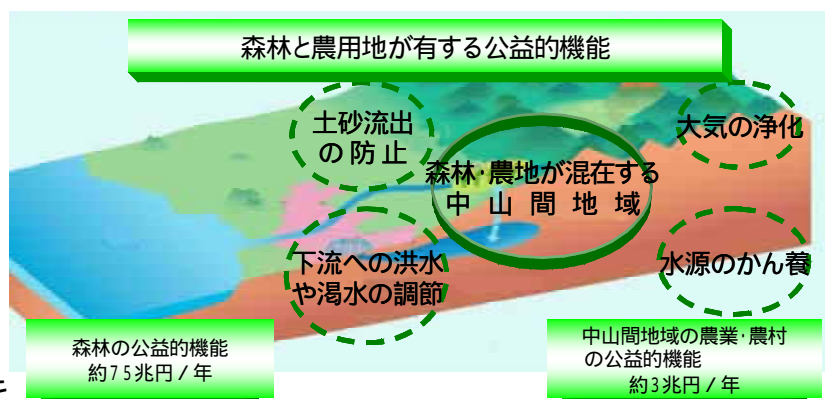 森林と農用地が有する公益的機能
土砂流出
の防止
大気の浄化
森林・農地が混在する
中山間地域
下流への洪水
や渇水の調節
水源のかん養
森林の公益的機能
約75兆円/年
中山間地域の農業・農村
の公益的機能
約3兆円/年